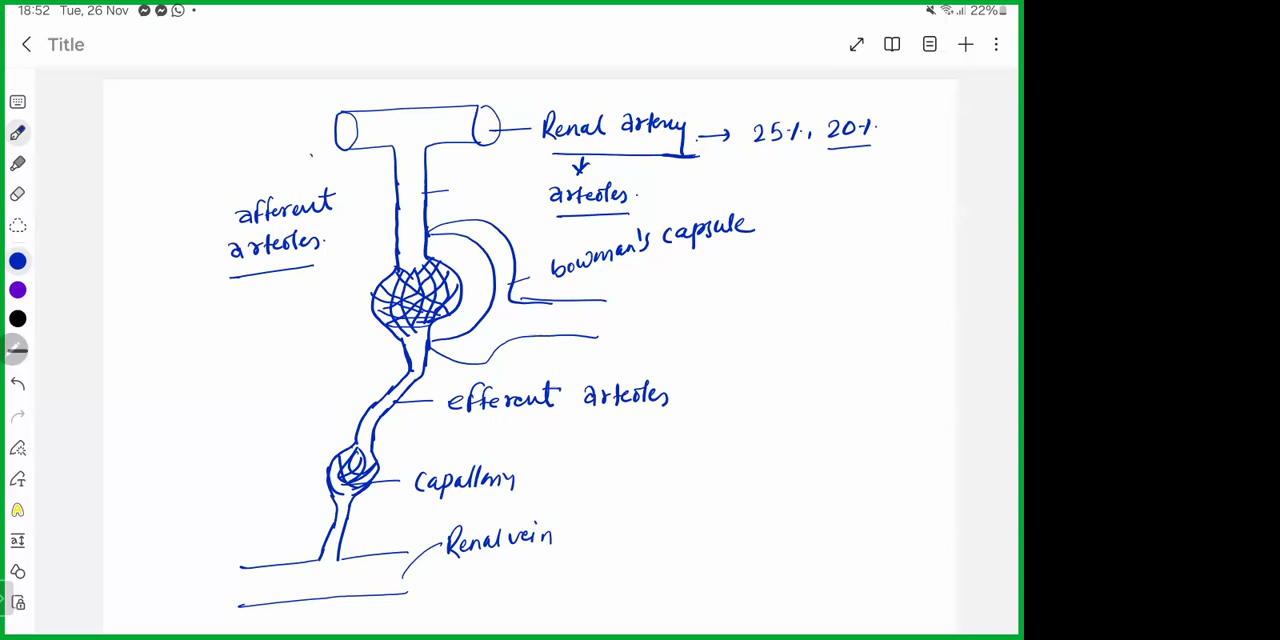 18:52 Tue, 26 Nov
22%
Title
Renal artery → 25%, 20%
arteoles.
afferent
arteoles.
bowman's capsule
efferent arteoles
capallary
Renal vein